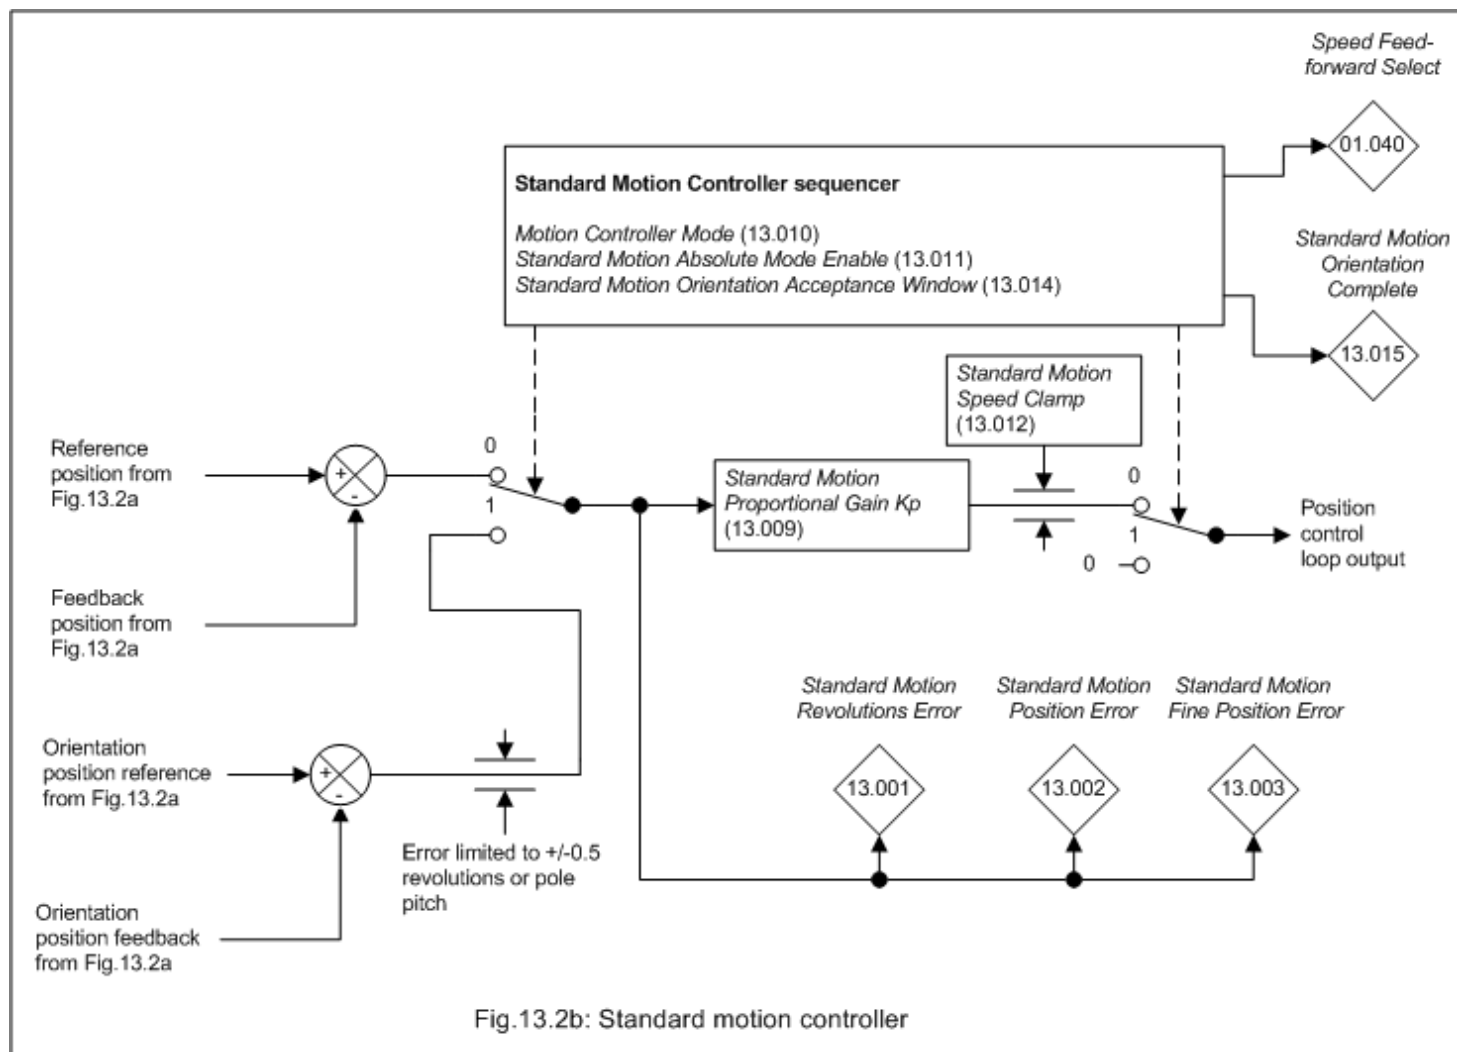 Speed Feed-
forward Select
01.040
Standard Motion Controller sequencer
Motion Controller Mode (13.010)
Standard Motion Absolute Mode Enable (13.011)
Standard Motion Orientation Acceptance Window (13.014)
Standard Motion
Orientation
Complete
13.015
Standard Motion
Speed Clamp
(13.012)
Reference
position from
Fig.13.2a
+
-
0
1
Standard Motion
Proportional Gain Kp
(13.009)
0
1
0
Position
control
loop output
Feedback
position from
Fig.13.2a
Standard Motion
Revolutions Error
Standard Motion
Position Error
Standard Motion
Fine Position Error
13.001
13.002
13.003
Orientation
position reference
from Fig.13.2a
+
-
Error limited to +/-0.5
revolutions or pole
pitch
Orientation
position feedback
from Fig.13.2a
Fig.13.2b: Standard motion controller